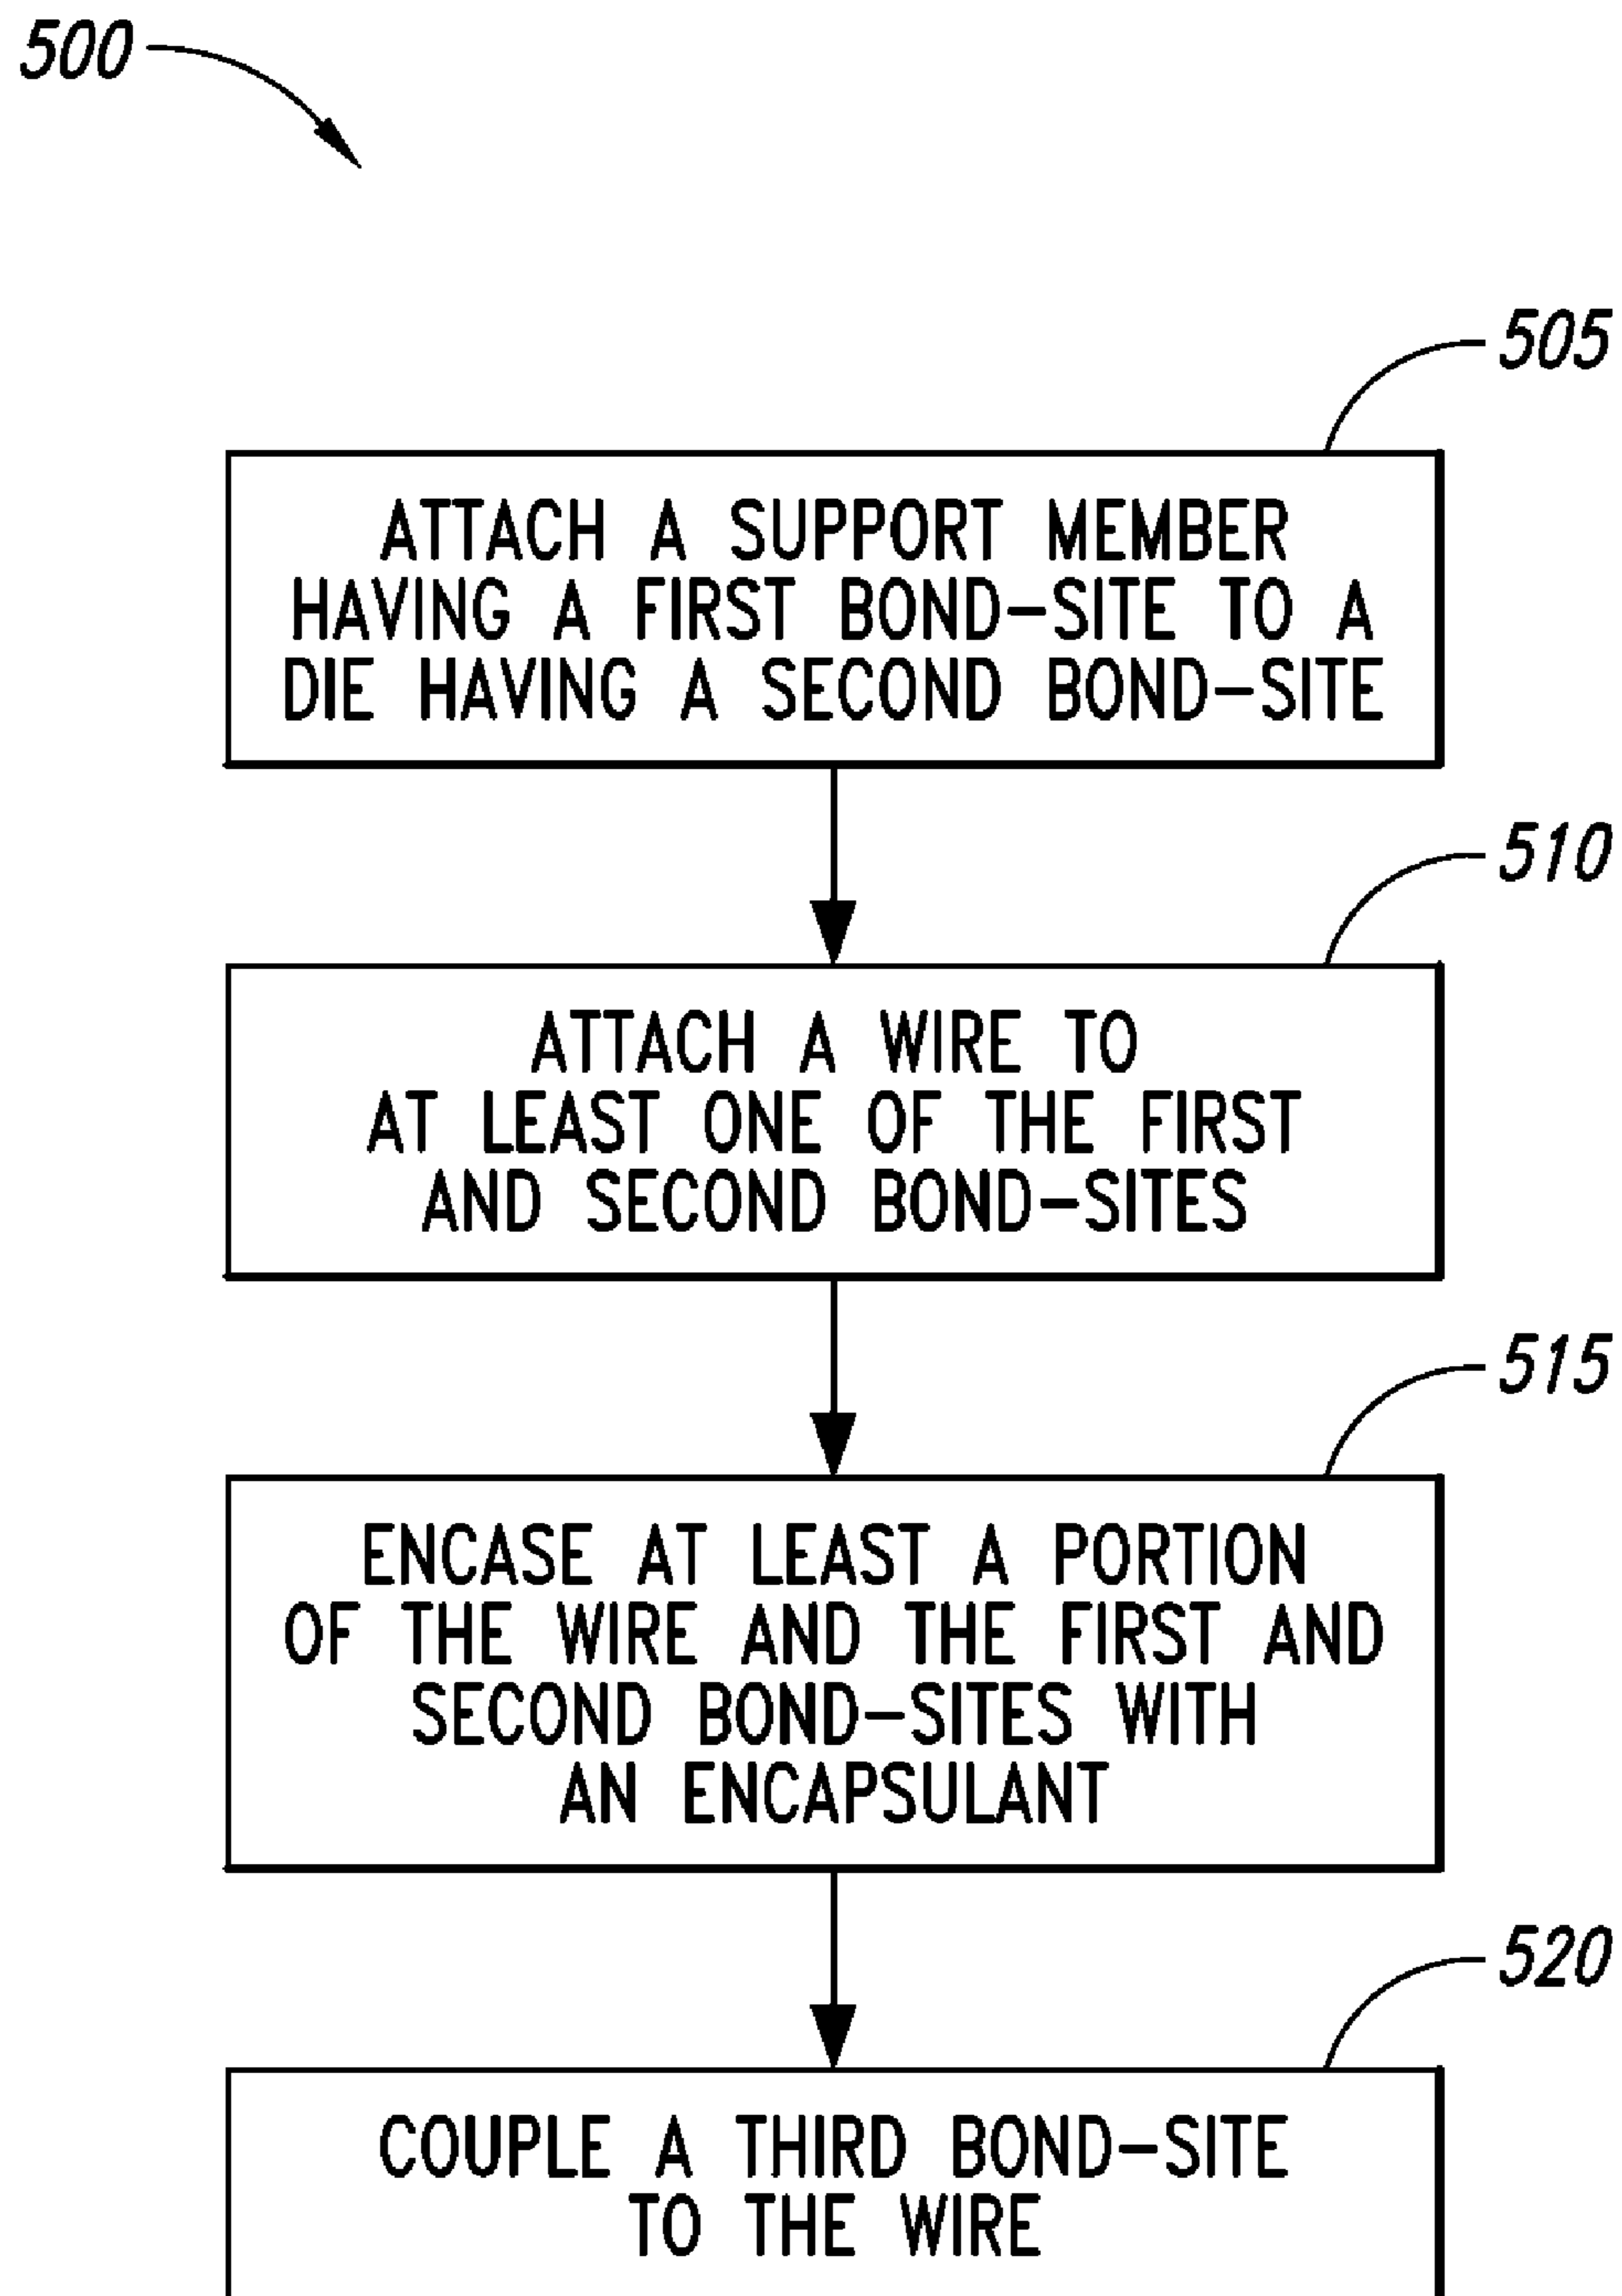 500
505
ATTACH A SUPPORT MEMBER
HAVING A FIRST BOND-SITE TO A
DIE HAVING A SECOND BOND-SITE
510
ATTACH A WIRE TO
AT LEAST ONE OF THE FIRST
AND SECOND BOND-SITES
515
ENCASE AT LEAST A PORTION
OF THE WIRE AND THE FIRST AND
SECOND BOND-SITES WITH
AN ENCAPSULANT
520
COUPLE A THIRD BOND-SITE
TO THE WIRE